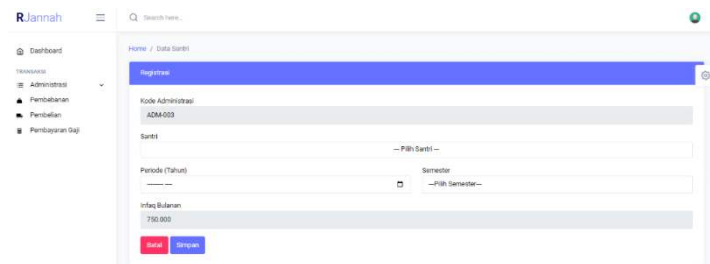 RJannah
Search here...
Dashboard
TRANSAKSI
Administrasi
Pembebanan
Pembelian
Pembayaran Gaji
Home / Data Santri
Registrasi
Kode Administrasi
ADM-003
Santri
--- Pilih Santri ---
Periode (Tahun)
Semester
---Pilih Semester---
Infaq Bulanan
750.000
Batal Simpan